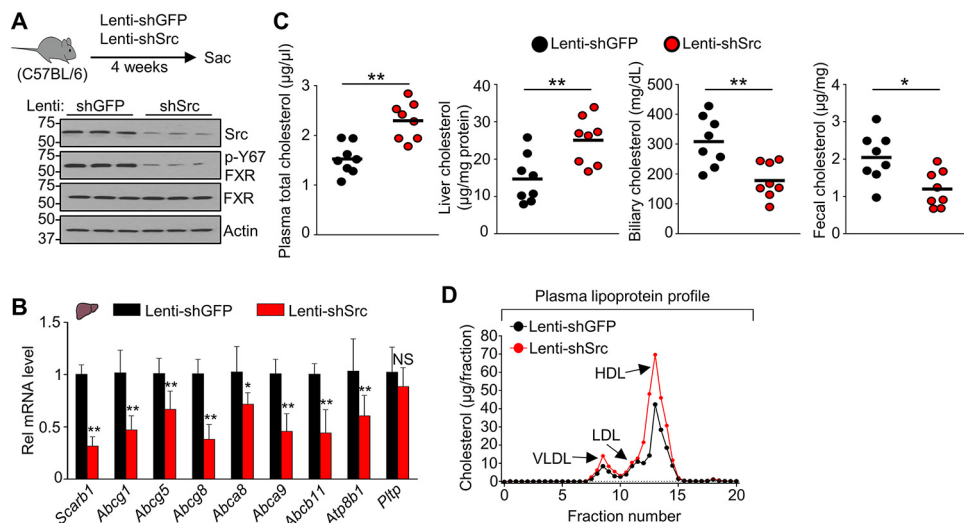 A
Lenti-shGFP
Lenti-shSrc
4 weeks
Sac
(C57BL/6)
Lenti: shGFP shSrc
75
50
Src
75
50
p-Y67
FXR
75
50
FXR
50
37
Actin
B
Lenti-shGFP Lenti-shSrc
Rel mRNA level
1.5
1
0.5
0
** ** ** ** * ** ** ** NS
Scarb1 Abcg1 Abcg5 Abcg8 Abca8 Abca9 Abcb11 Atp8b1 Pltp
C
Lenti-shGFP Lenti-shSrc
Plasma total cholesterol (µg/µl)
3
2
1
0
**
Liver cholesterol
(µg/mg protein)
40
30
20
10
0
**
Biliary cholesterol (mg/dL)
500
400
300
200
100
0
**
Fecal cholesterol (µg/mg)
4
3
2
1
0
*
D
Plasma lipoprotein profile
Lenti-shGFP
Lenti-shSrc
Cholesterol (µg/fraction)
80
70
60
50
40
30
20
10
0
HDL
LDL
VLDL
0 5 10 15 20
Fraction number